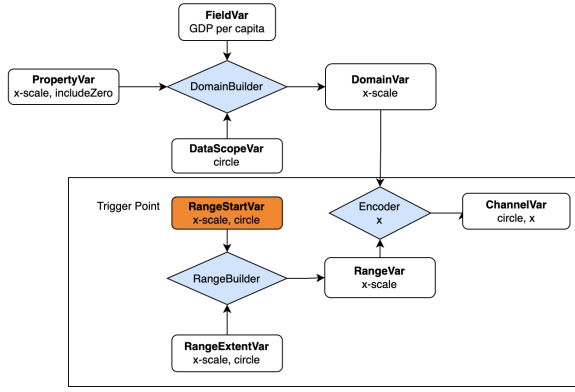 FieldVar
GDP per capita
PropertyVar
x-scale, includeZero
DomainBuilder
DomainVar
x-scale
DataScopeVar
circle
Trigger Point
RangeStartVar
x-scale, circle
Encoder
x
ChannelVar
circle, x
RangeBuilder
RangeVar
x-scale
RangeExtentVar
x-scale, circle